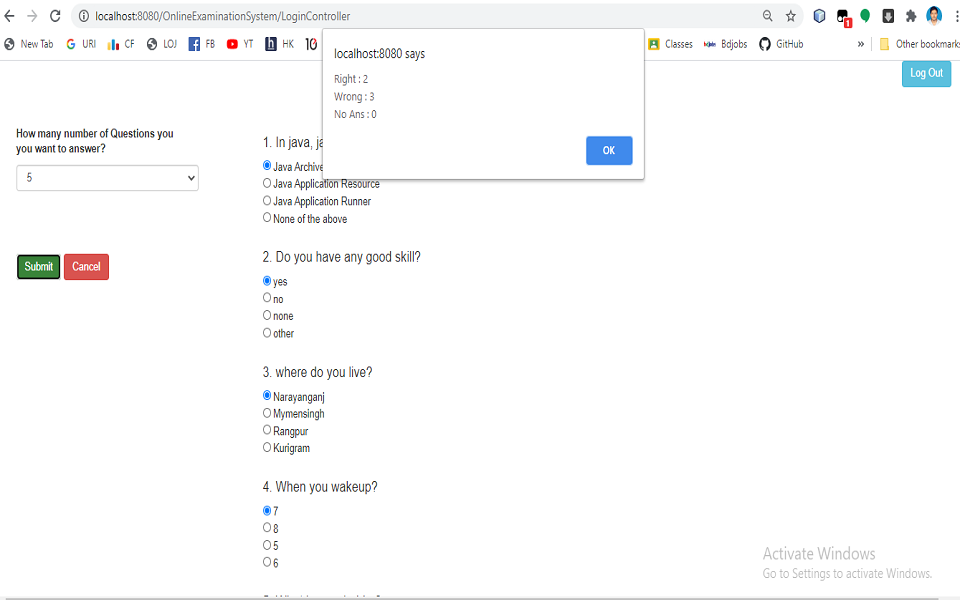 localhost:8080/OnlineExaminationSystem/LoginController
1
New Tab URI CF LOJ FB YT HK 10 Classes Bdjobs GitHub » Other bookmarks
localhost:8080 says
Right : 2
Wrong : 3
No Ans : 0
OK
Log Out
How many number of Questions you
you want to answer?
5
Submit Cancel
1. In java, ja
Java Archive
Java Application Resource
Java Application Runner
None of the above
2. Do you have any good skill?
yes
no
none
other
3. where do you live?
Narayanganj
Mymensingh
Rangpur
Kurigram
4. When you wakeup?
7
8
5
6
Activate Windows
Go to Settings to activate Windows.